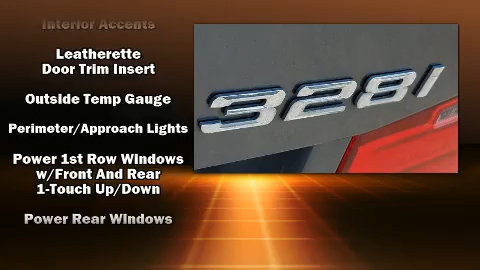 Interior Accents
Leatherette
Door Trim Insert
Outside Temp Gauge
Perimeter/Approach Lights
Power 1st Row Windows
w/Front And Rear
1-Touch Up/Down
Power Rear Windows
328i